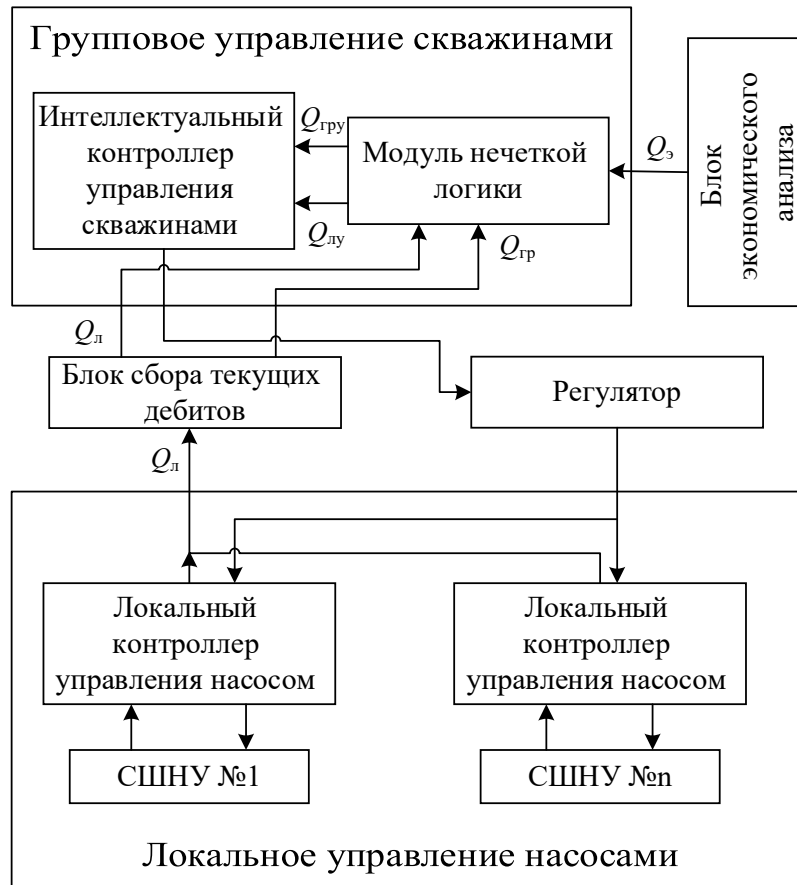 Групповое управление скважинами
Интеллектуальный
контроллер
управления
скважинами
Qгру
Qлу
Модуль нечеткой
логики
Qэ
Блок
экономического
анализа
Qгр
Qл
Блок сбора текущих
дебитов
Регулятор
Qл
Локальный
контроллер
управления насосом
Локальный
контроллер
управления насосом
СШНУ №1
СШНУ №n
Локальное управление насосами